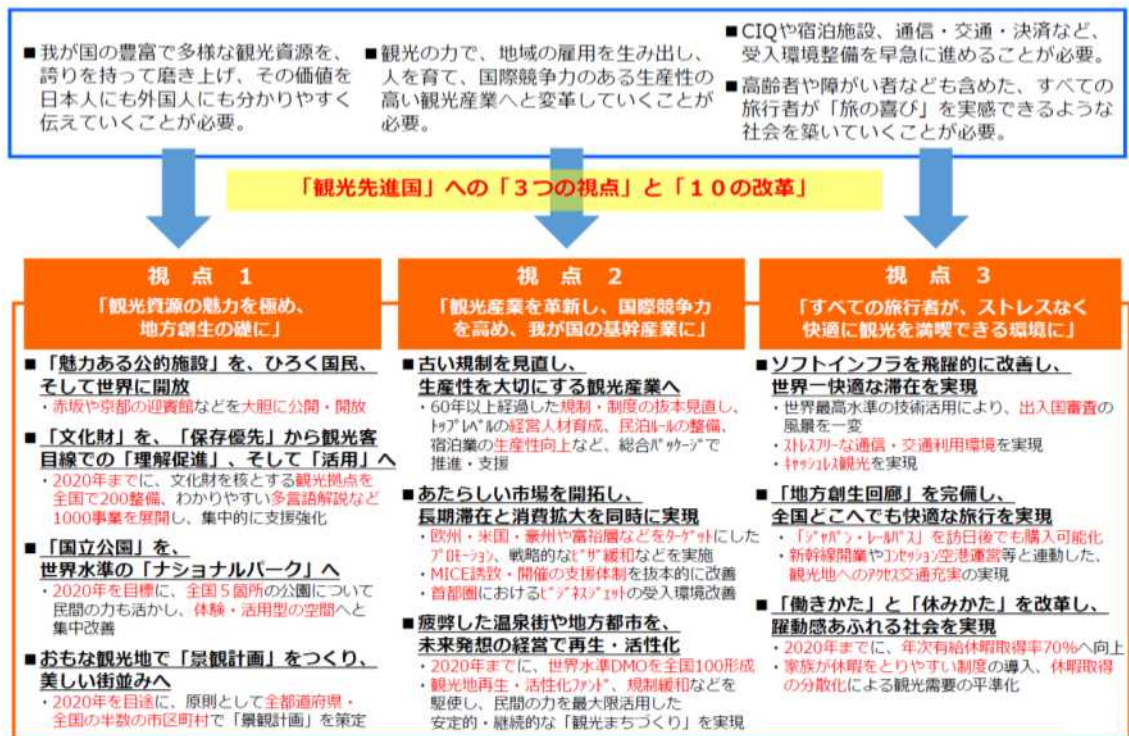 ■我が国の豊富で多様な観光資源を、
誇りを持って磨き上げ、その価値を
日本人にも外国人にも分かりやすく
伝えていくことが必要。
■観光の力で、地域の雇用を生み出し、
人を育て、国際競争力のある生産性の
高い観光産業へと変革していくことが
必要。
■CIQや宿泊施設、通信・交通・決済など、
受入環境整備を早急に進めることが必要。
■高齢者や障がい者なども含めた、すべての
旅行者が「旅の喜び」を実感できるような
社会を築いていくことが必要。
「観光先進国」への「3つの視点」と「10の改革」
視点 1
「観光資源の魅力を極め、
地方創生の礎に」
■「魅力ある公的施設」を、ひろく国民、
そして世界に開放
・赤坂や京都の迎賓館などを大胆に公開・開放
■「文化財」を、「保存優先」から観光客
目線での「理解促進」、そして「活用」へ
・2020年までに、文化財を核とする観光拠点を
全国で200整備、わかりやすい多言語解説など
1000事業を展開し、集中的に支援強化
■「国立公園」を、
世界水準の「ナショナルパーク」へ
・2020年を目標に、全国5箇所の公園について
民間の力も活かし、体験・活用型の空間へと
集中改善
■おもな観光地で「景観計画」をつくり、
美しい街並みへ
・2020年を目途に、原則として全都道府県・
全国の半数の市区町村で「景観計画」を策定
視点 2
「観光産業を革新し、国際競争力
を高め、我が国の基幹産業に」
■古い規制を見直し、
生産性を大切にする観光産業へ
・60年以上経過した規制・制度の抜本見直し、
トップレベルの経営人材育成、民泊ルールの整備、
宿泊業の生産性向上など、総合パッケージで
推進・支援
■あたらしい市場を開拓し、
長期滞在と消費拡大を同時に実現
・欧州・米国・豪州や富裕層などをターゲットにした
プロモーション、戦略的なビザ緩和などを実施
・MICE誘致・開催の支援体制を抜本的に改善
・首都圏におけるビジネスジェットの受入環境改善
■疲弊した温泉街や地方都市を、
未来発想の経営で再生・活性化
・2020年までに、世界水準DMOを全国100形成
・観光地再生・活性化ファンド、規制緩和などを
駆使し、民間の力を最大限活用した
安定的・継続的な「観光まちづくり」を実現
視点 3
「すべての旅行者が、ストレスなく
快適に観光を満喫できる環境に」
■ソフトインフラを飛躍的に改善し、
世界一快適な滞在を実現
・世界最高水準の技術活用により、出入国審査の
風景を一変
・ストレスフリーな通信・交通利用環境を実現
・キャッシュレス観光を実現
■「地方創生回廊」を完備し、
全国どこへでも快適な旅行を実現
・「ジャパン・レールパス」を訪日後でも購入可能化
・新幹線開業やコンセッション空港運営等と連動した、
観光地へのアクセス交通充実の実現
■「働きかた」と「休みかた」を改革し、
躍動感あふれる社会を実現
・2020年までに、年次有給休暇取得率70%へ向上
・家族が休暇をとりやすい制度の導入、休暇取得
の分散化による観光需要の平準化